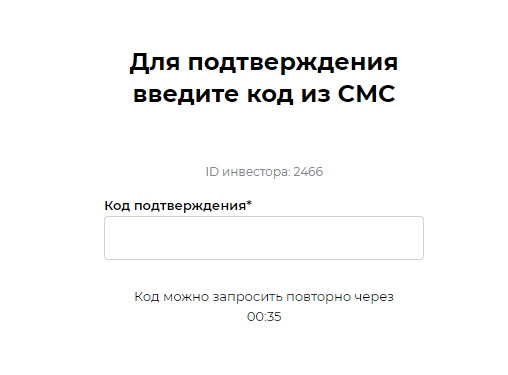 Для подтверждения
введите код из СМС
ID инвестора: 2466
Код подтверждения*
Код можно запросить повторно через
00:35